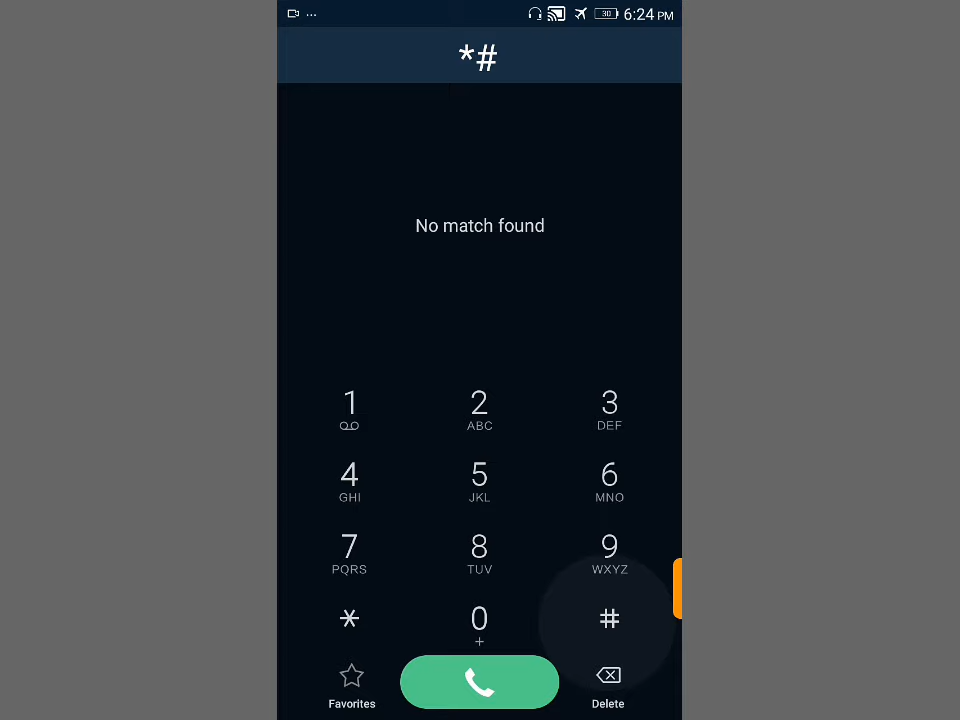 ... 30 6:24 PM
*#
No match found
1 2 3
ABC DEF
4 5 6
GHI JKL MNO
7 8 9
PQRS TUV WXYZ
* 0 #
+
Favorites Delete